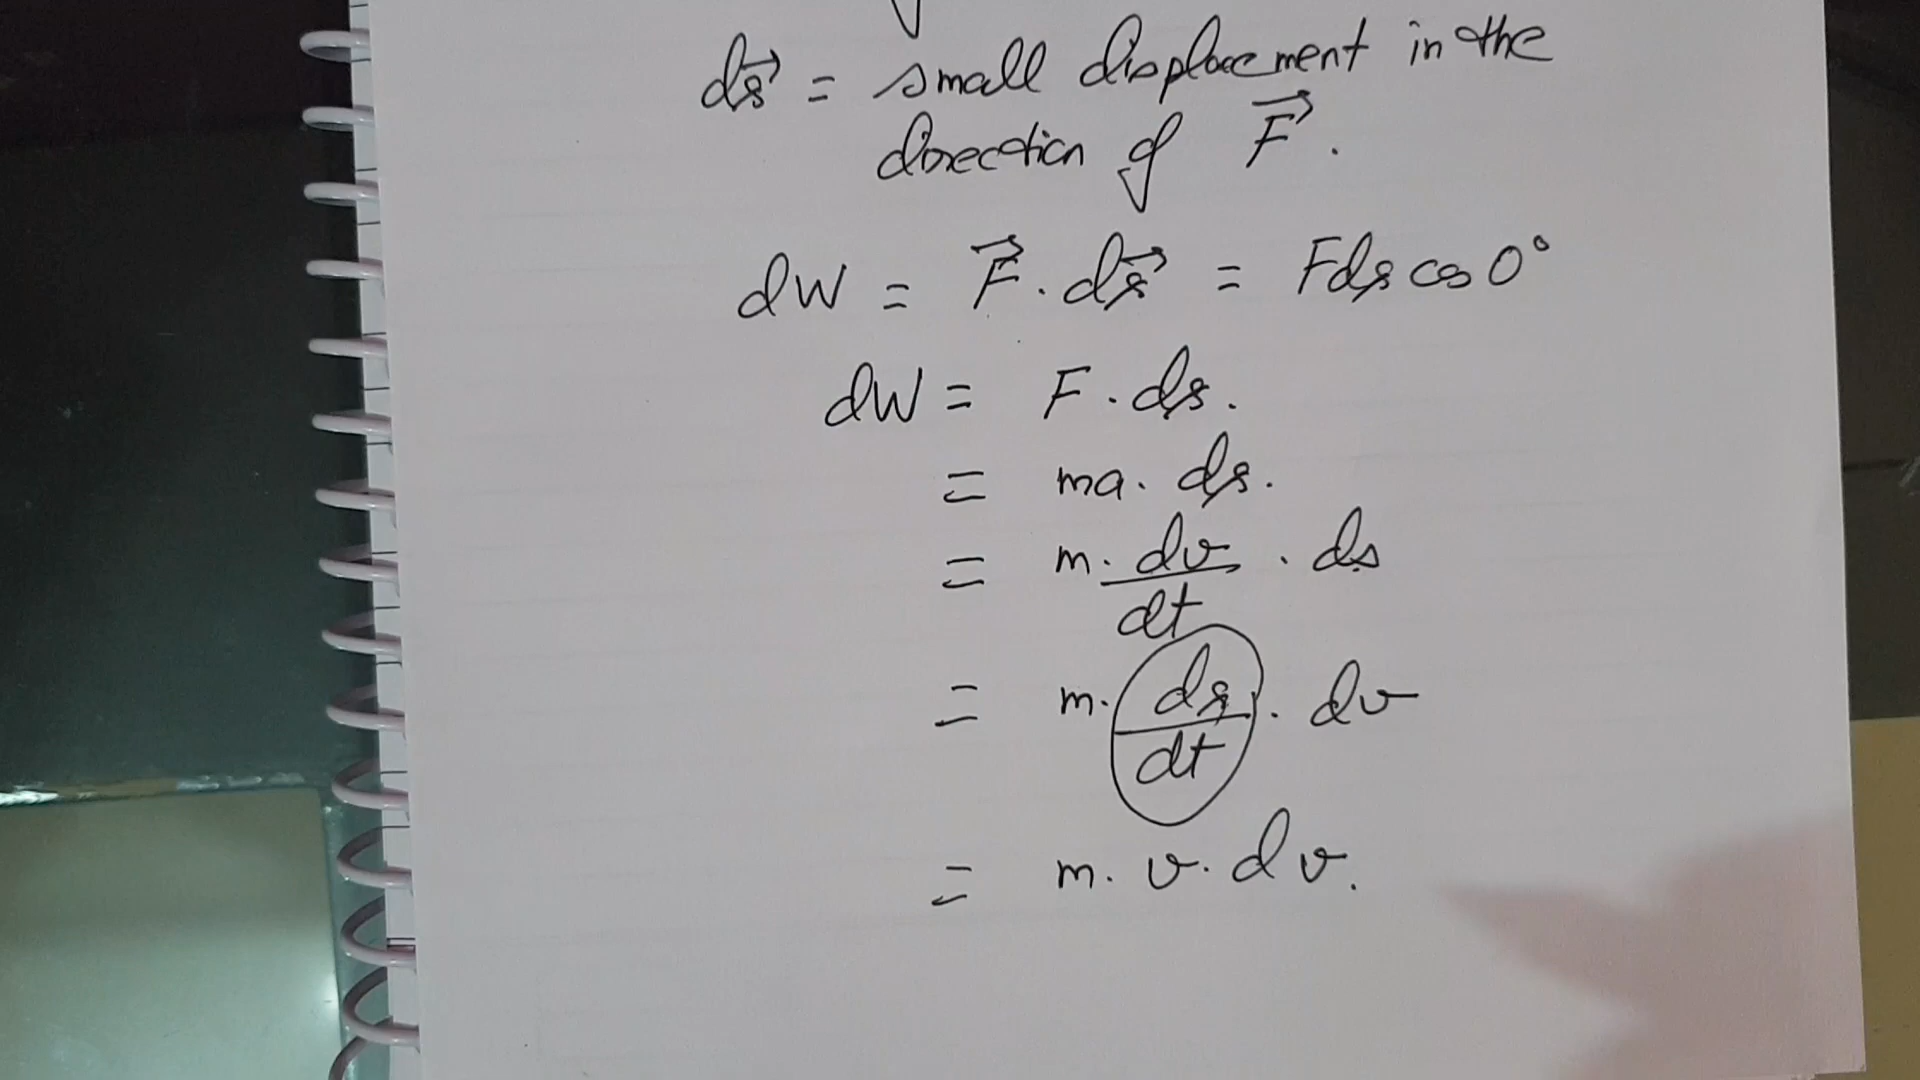 ds⃗ = small displacement in the
direction of F⃗.
dW = F⃗ . ds⃗ = Fds cos 0°
dW = F . ds.
= ma. ds.
= m. dv/dt . ds
= m. ds/dt . dv
= m. v. dv.